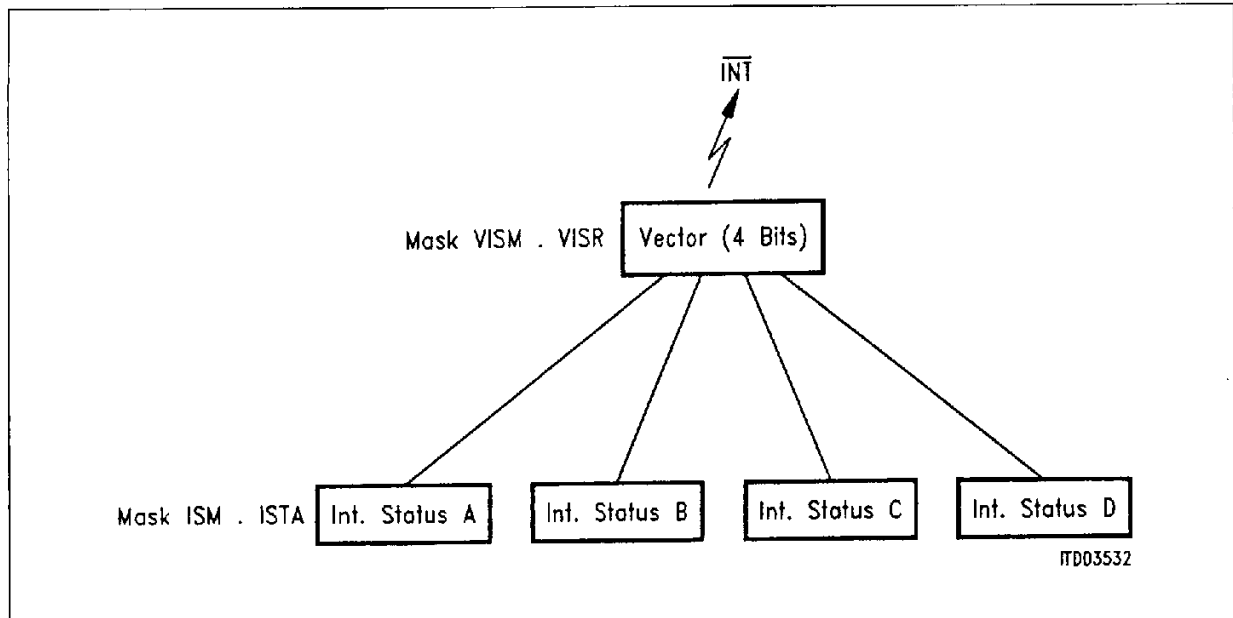 INT
Mask VISM . VISR Vector (4 Bits)
Mask ISM . ISTA Int. Status A Int. Status B Int. Status C Int. Status D
ITD03532